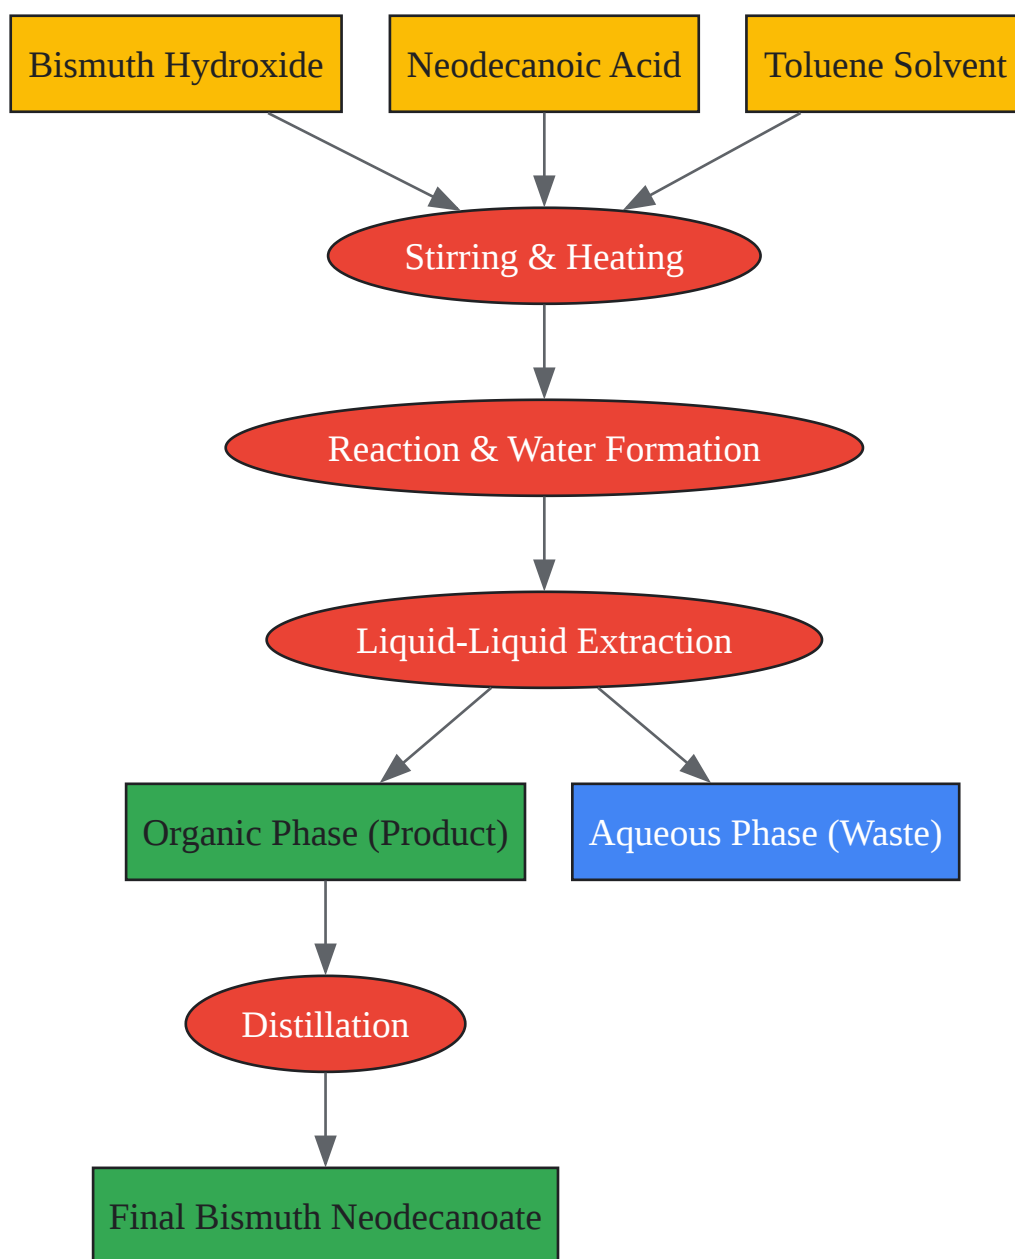 Bismuth Hydroxide
Neodecanoic Acid
Toluene Solvent
Stirring & Heating
Reaction & Water Formation
Liquid-Liquid Extraction
Organic Phase (Product)
Aqueous Phase (Waste)
Distillation
Final Bismuth Neodecanoate